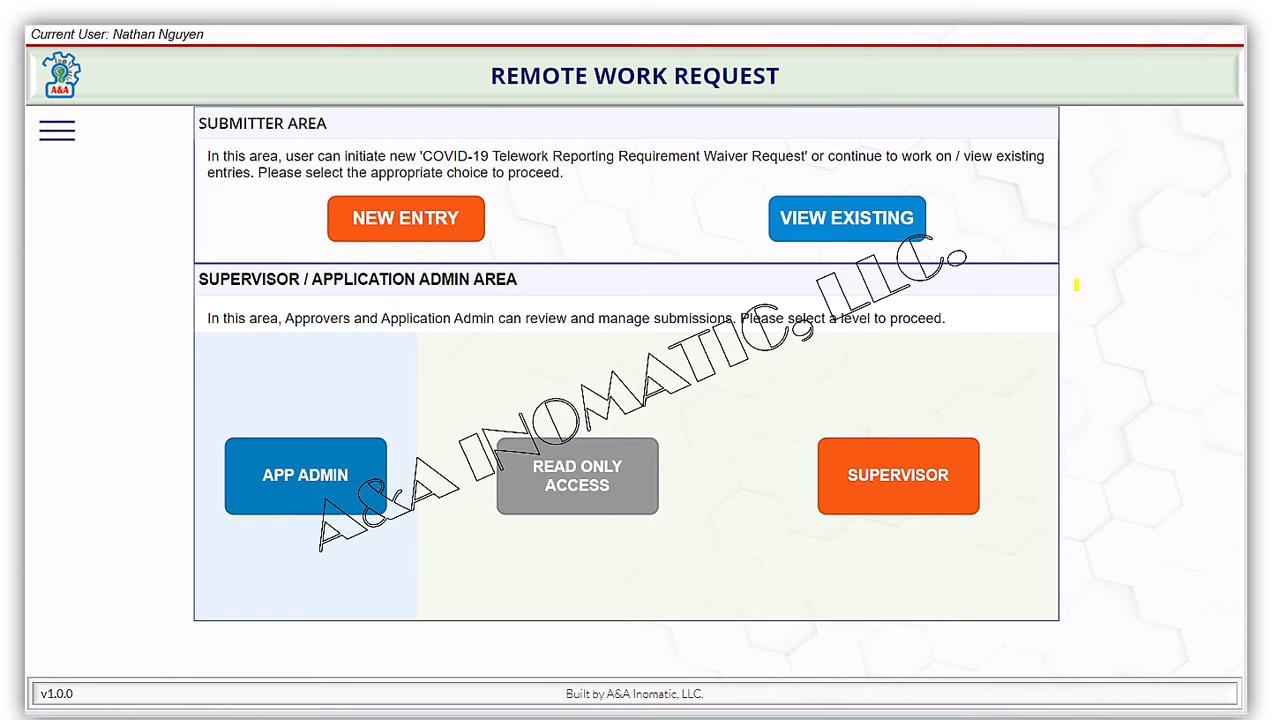 Current User: Nathan Nguyen
A&A
REMOTE WORK REQUEST
SUBMITTER AREA
In this area, user can initiate new 'COVID-19 Telework Reporting Requirement Waiver Request' or continue to work on / view existing
entries. Please select the appropriate choice to proceed.
NEW ENTRY
VIEW EXISTING
SUPERVISOR / APPLICATION ADMIN AREA
In this area, Approvers and Application Admin can review and manage submissions. Please select a level to proceed.
APP ADMIN
READ ONLY
ACCESS
SUPERVISOR
A&A INOMATIC, LLC.
v1.0.0
Built by A&A Inomatic, LLC.